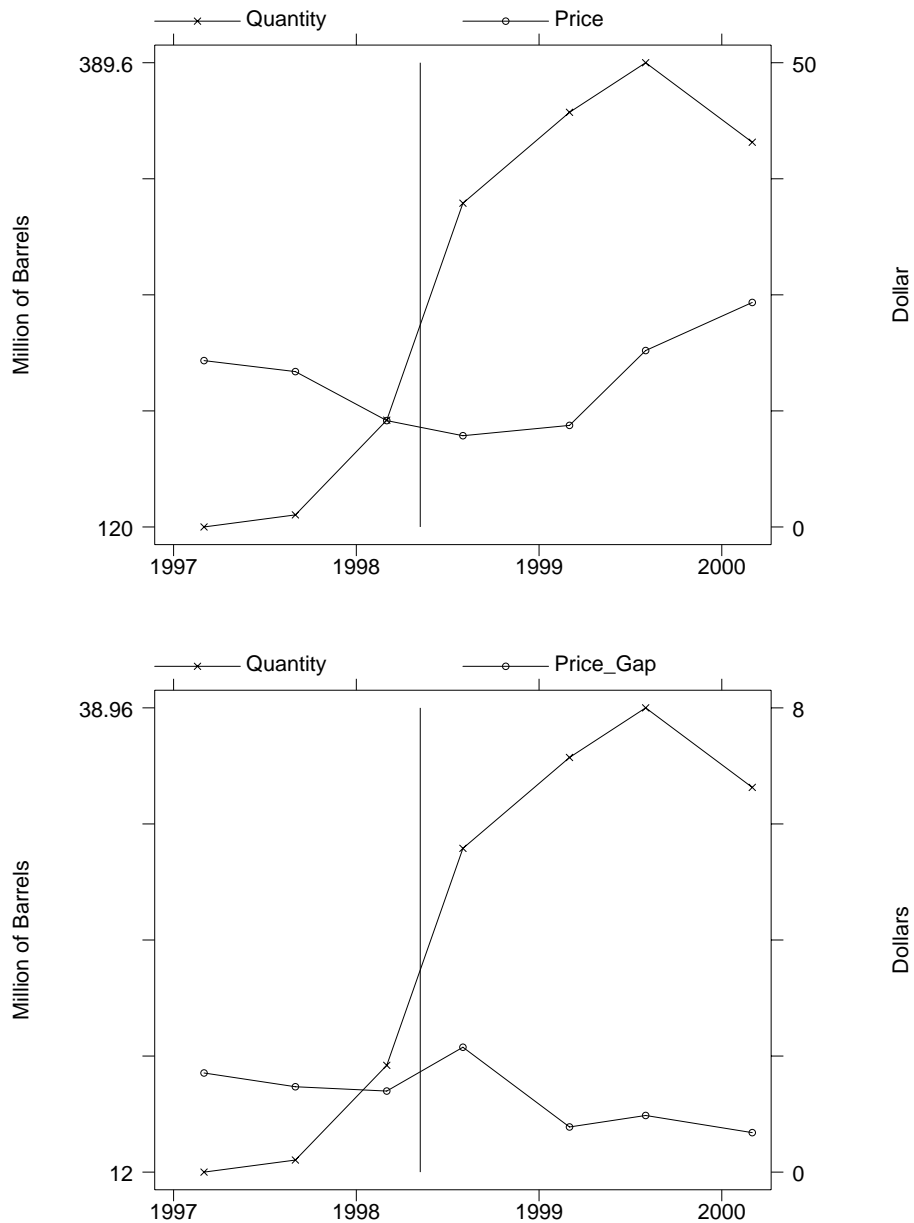 Quantity Price
389.6 50
Million of Barrels
Dollar
120 0
1997 1998 1999 2000
Quantity Price_Gap
38.96 8
Million of Barrels
Dollars
12 0
1997 1998 1999 2000